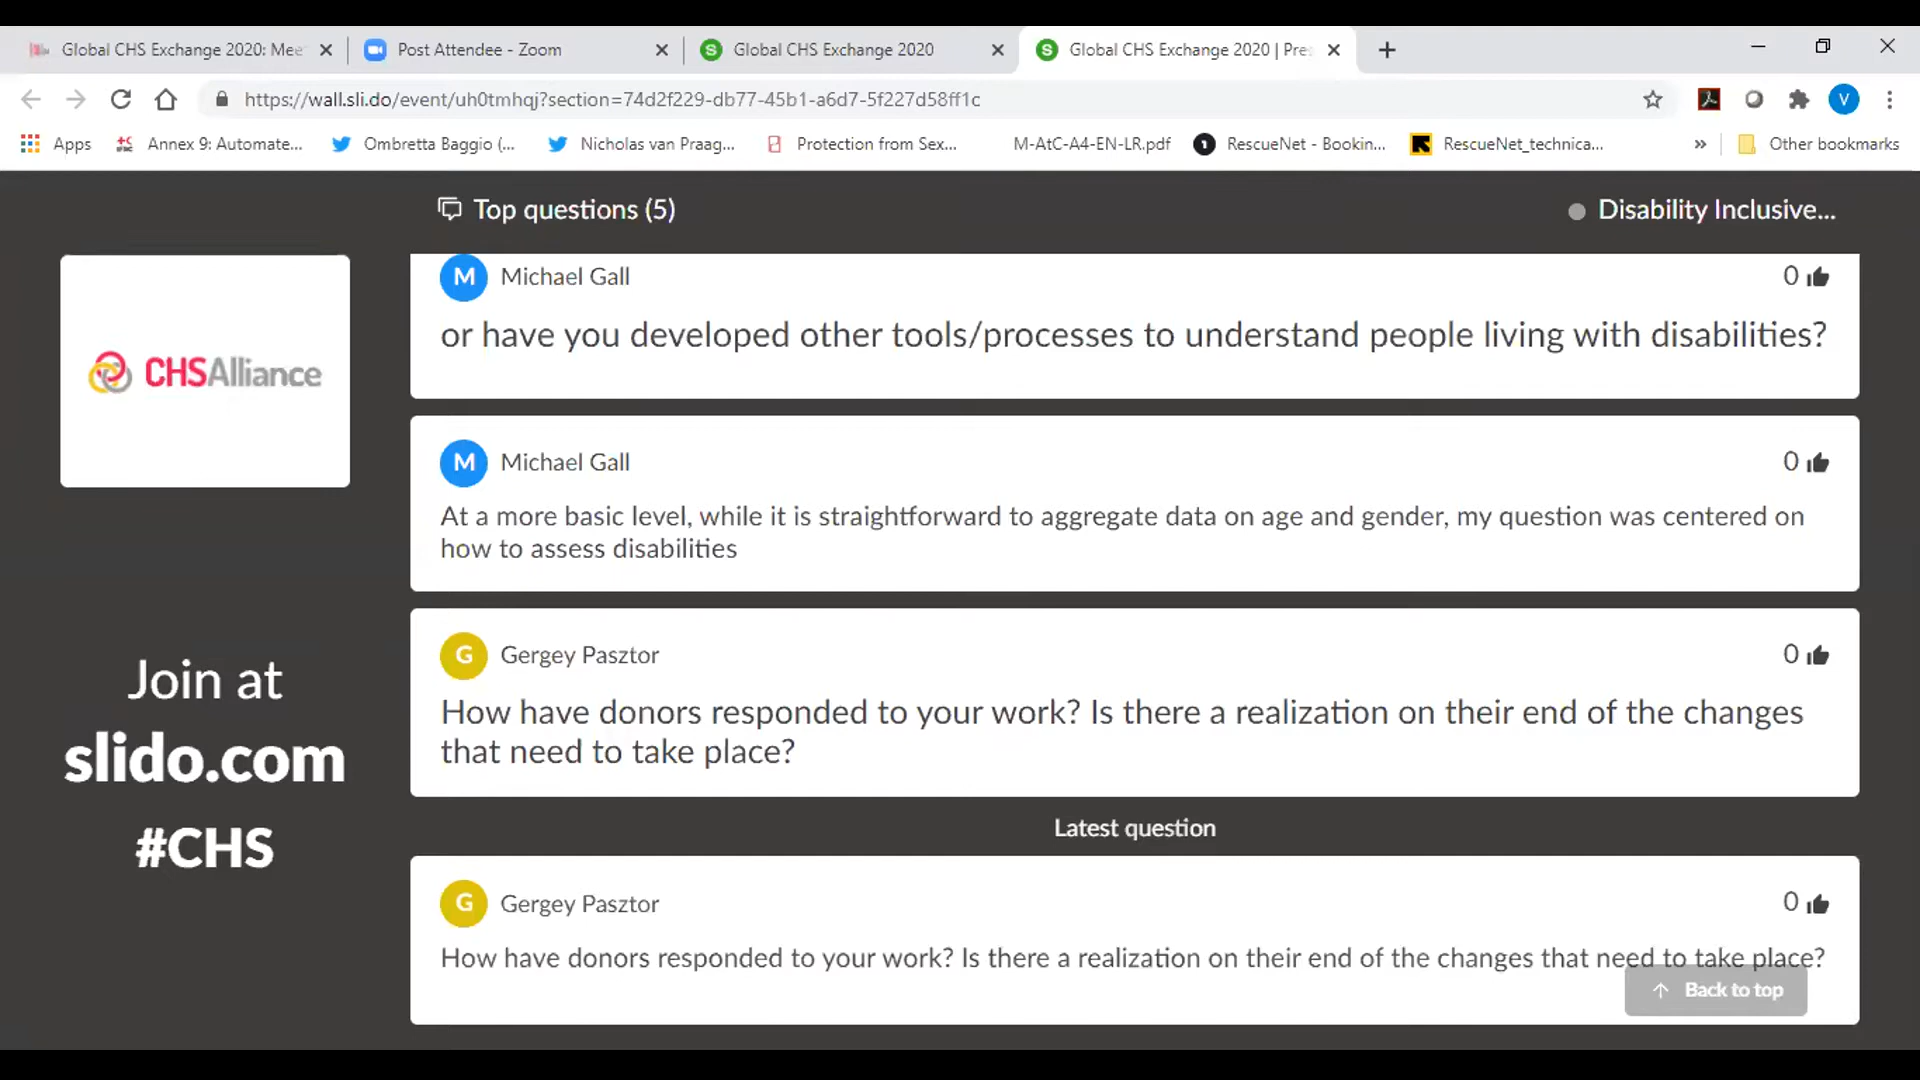 Global CHS Exchange 2020: Mee
Post Attendee - Zoom
Global CHS Exchange 2020
Global CHS Exchange 2020 | Pres
https://wall.sli.do/event/uh0tmhqj?section=74d2f229-db77-45b1-a6d7-5f227d58ff1c
V
Apps
Annex 9: Automate...
Ombretta Baggio (...
Nicholas van Praag...
Protection from Sex...
M-AtC-A4-EN-LR.pdf
RescueNet - Bookin...
RescueNet_technica...
»
Other bookmarks
Top questions (5)
Disability Inclusive...
CHSAlliance
Join at
slido.com
#CHS
M Michael Gall 0
or have you developed other tools/processes to understand people living with disabilities?
M Michael Gall 0
At a more basic level, while it is straightforward to aggregate data on age and gender, my question was centered on
how to assess disabilities
G Gergey Pasztor 0
How have donors responded to your work? Is there a realization on their end of the changes
that need to take place?
Latest question
G Gergey Pasztor 0
How have donors responded to your work? Is there a realization on their end of the changes that need to take place?
Back to top